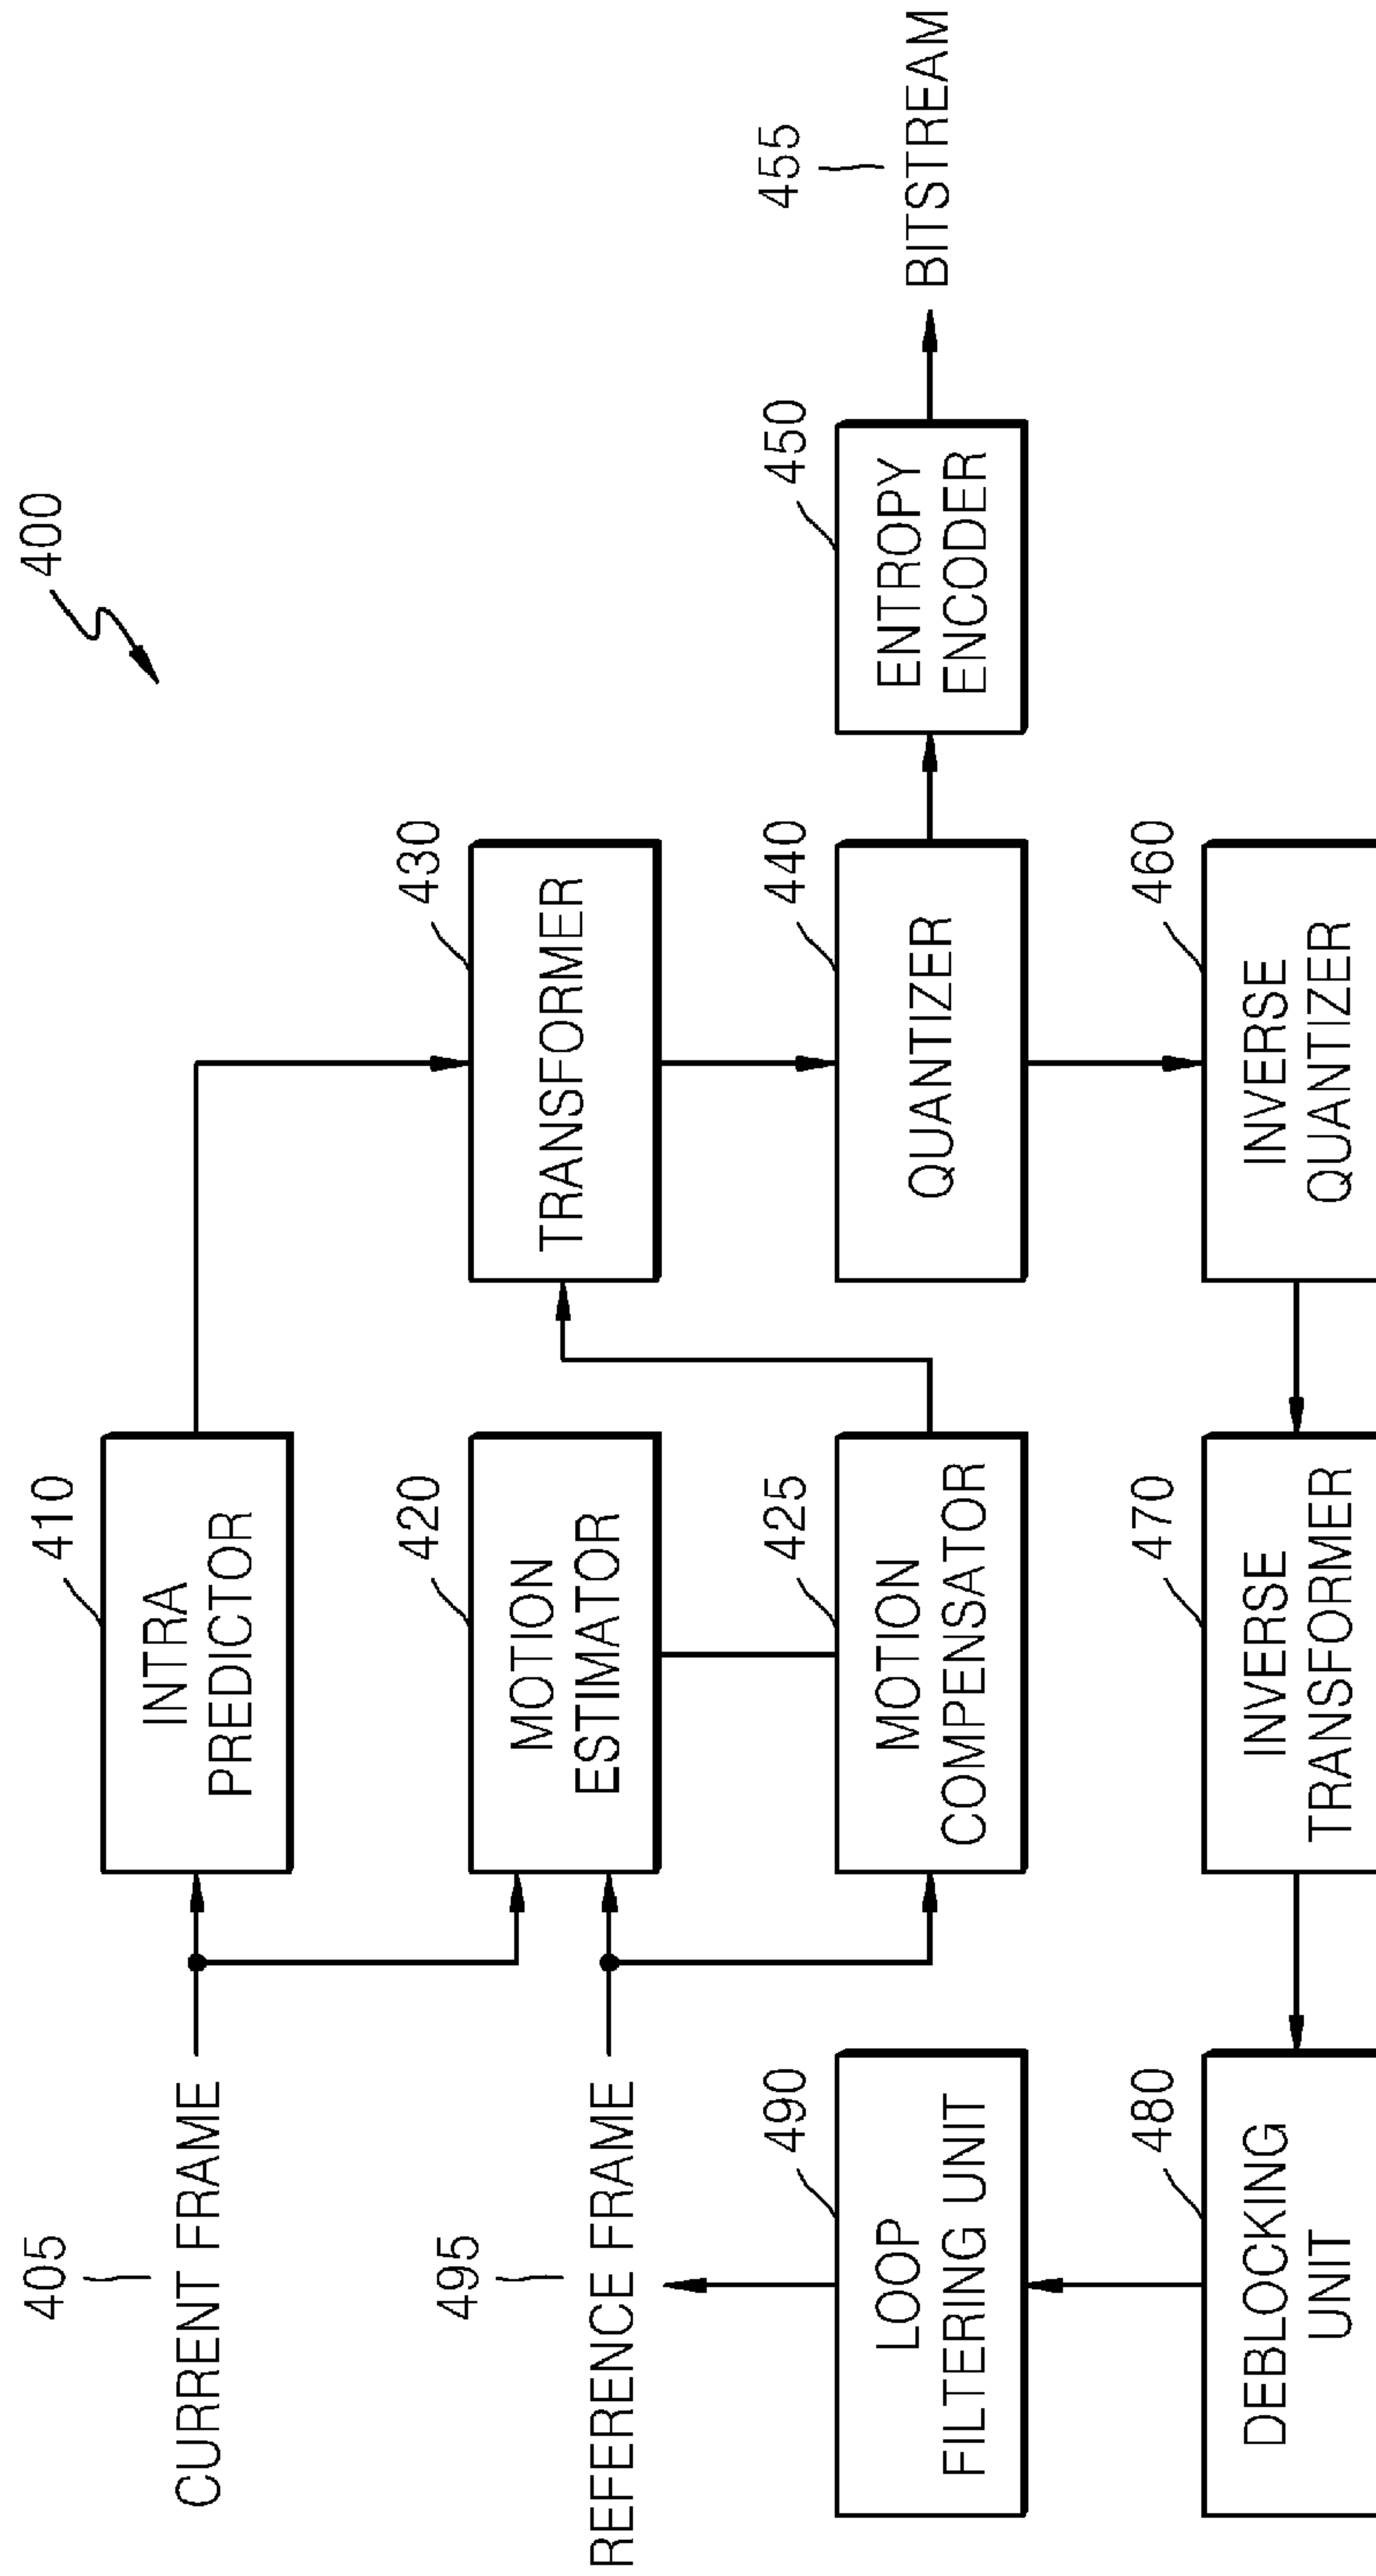 400
405
CURRENT FRAME
410
INTRA
PREDICTOR
495
REFERENCE FRAME
420
MOTION
ESTIMATOR
430
TRANSFORMER
490
LOOP
FILTERING UNIT
425
MOTION
COMPENSATOR
440
QUANTIZER
450
ENTROPY
ENCODER
455
BITSTREAM
480
DEBLOCKING
UNIT
470
INVERSE
TRANSFORMER
460
INVERSE
QUANTIZER